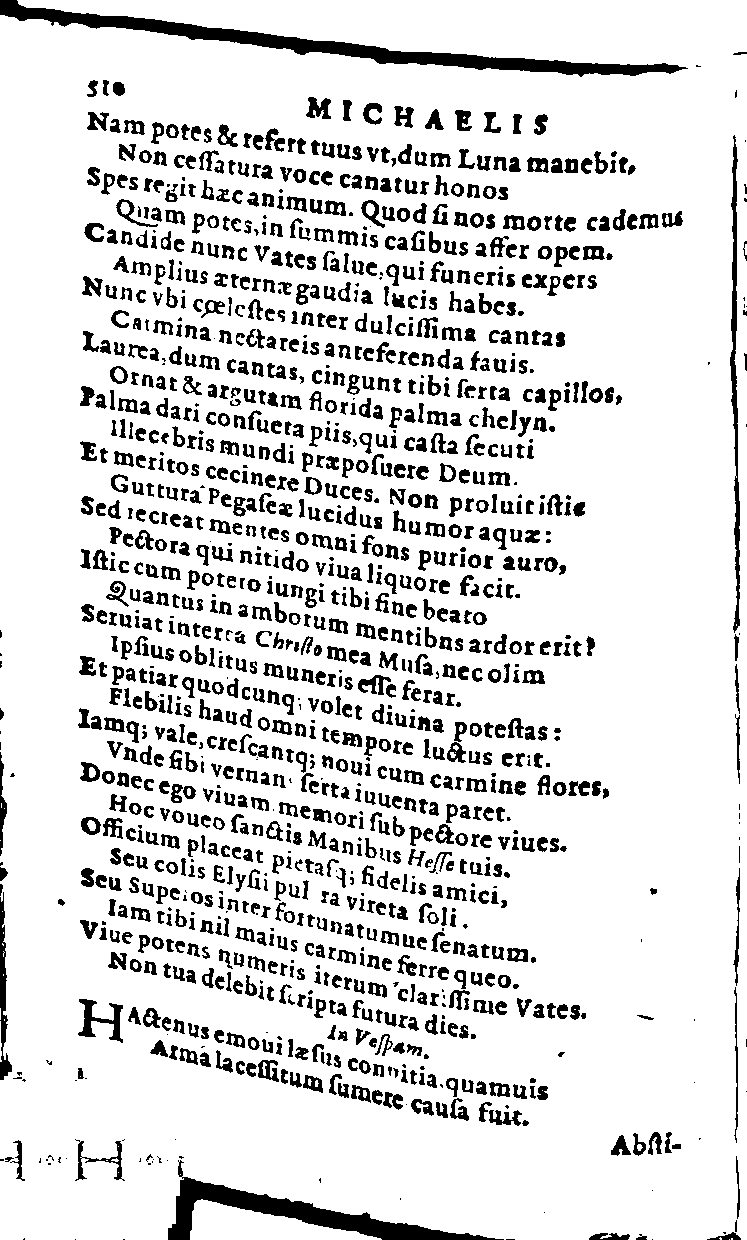 510
MICHAELIS
Nam potes & refert tuus vt, dum Luna manebit,
Non ceſſatura voce canatur honos
Spes regit hæc animum. Quod ſi nos morte cademus
Quam potes, in ſummis caſibus affer opem.
Candide nunc Vates ſalue, qui funeris expers
Amplius æternæ gaudia lucis habes.
Nunc vbi cœleſtes inter dulciſſima cantas
Carmina nectareis anteferenda fauis.
Laurea, dum cantas, cingunt tibi ſerta capillos,
Ornat & argutam florida palma chelyn.
Palma dari conſueta piis, qui caſta ſecuti
Illecebris mundi præpoſuere Deum.
Et meritos cecinere Duces. Non proluit iſtic
Guttura Pegaſeæ lucidus humor aquæ:
Sed recreat mentes omni fons purior auro,
Pectora qui nitido viua liquore facit.
Iſtic cum potero iungi tibi fine beato
Quantus in amborum mentibns ardor erit?
Seruiat interea Chriſto mea Muſa, nec olim
Ipſius oblitus muneris eſſe ferar.
Et patiar quodcunq; volet diuina poteſtas:
Flebilis haud omni tempore luctus erit.
Iamq; vale, creſcantq; noui cum carmine flores,
Vnde ſibi vernan ſerta iuuenta paret.
Donec ego viuam memori ſub pectore viues.
Hoc voueo ſanctis Manibus Heſſe tuis.
Officium placeat pietaſq; fidelis amici,
Seu colis Elyſii pul ra vireta ſoli.
Seu Superos inter fortunatumue ſenatum.
Iam tibi nil maius carmine ferre queo.
Viue potens numeris iterum clariſſime Vates.
Non tua delebit ſcripta futura dies.
In Veſpam.
HActenus emoui læſus conuitia, quamuis
Arma laceſſitum ſumere cauſa fuit.
Abſti-